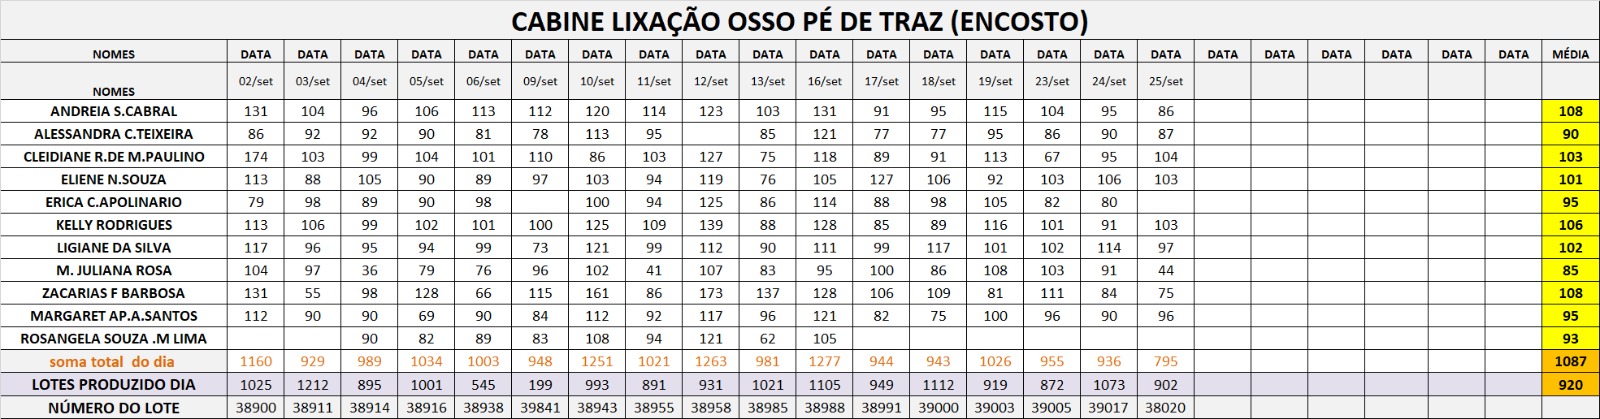 CABINE LIXAÇÃO OSSO PÉ DE TRAZ (ENCOSTO)
NOMES DATA DATA DATA DATA DATA DATA DATA DATA DATA DATA DATA DATA DATA DATA DATA DATA DATA DATA DATA DATA DATA DATA DATA MÉDIA
NOMES 02/set 03/set 04/set 05/set 06/set 09/set 10/set 11/set 12/set 13/set 16/set 17/set 18/set 19/set 23/set 24/set 25/set
ANDREIA S.CABRAL 131 104 96 106 113 112 120 114 123 103 131 91 95 115 104 95 86 108
ALESSANDRA C.TEIXEIRA 86 92 92 90 81 78 113 95 85 121 77 77 95 86 90 87 90
CLEIDIANE R.DE M.PAULINO 174 103 99 104 101 110 86 103 127 75 118 89 91 113 67 95 104 103
ELIENE N.SOUZA 113 88 105 90 89 97 103 94 119 76 105 127 106 92 103 106 103 101
ERICA C.APOLINARIO 79 98 89 90 98 100 94 125 86 114 88 98 105 82 80 95
KELLY RODRIGUES 113 106 99 102 101 100 125 109 139 88 128 85 89 116 101 91 103 106
LIGIANE DA SILVA 117 96 95 94 99 73 121 99 112 90 111 99 117 101 102 114 97 102
M. JULIANA ROSA 104 97 36 79 76 96 102 41 107 83 95 100 86 108 103 91 44 85
ZACARIAS F BARBOSA 131 55 98 128 66 115 161 86 173 137 128 106 109 81 111 84 75 108
MARGARET AP.A.SANTOS 112 90 90 69 90 84 112 92 117 96 121 82 75 100 96 90 96 95
ROSANGELA SOUZA .M LIMA 90 82 89 83 108 94 121 62 105 93
soma total do dia 1160 929 989 1034 1003 948 1251 1021 1263 981 1277 944 943 1026 955 936 795 1087
LOTES PRODUZIDO DIA 1025 1212 895 1001 545 199 993 891 931 1021 1105 949 1112 919 872 1073 902 920
NÚMERO DO LOTE 38900 38911 38914 38916 38938 39841 38943 38955 38958 38985 38988 38991 39000 39003 39005 39017 38020